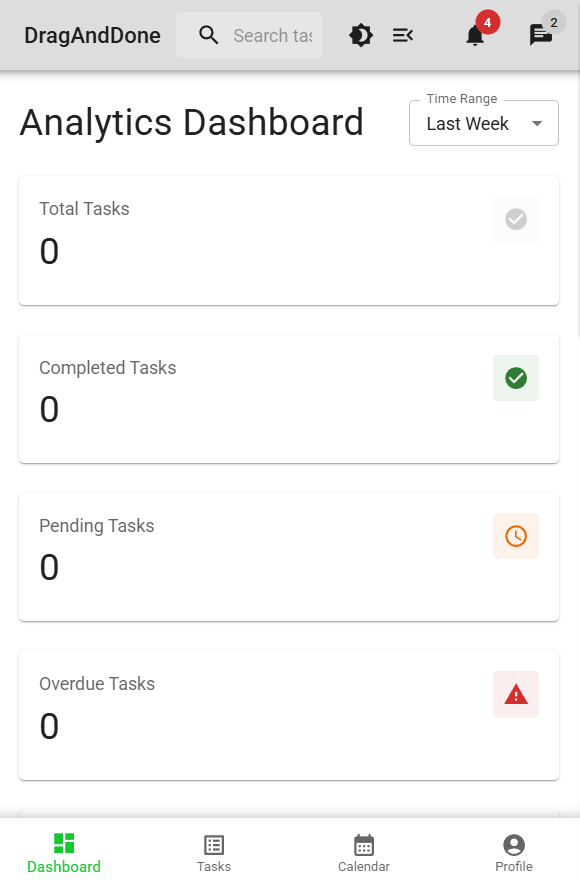 DragAndDone
Search tas
4
2
Analytics Dashboard
Time Range
Last Week
Total Tasks
0
Completed Tasks
0
Pending Tasks
0
Overdue Tasks
0
Dashboard
Tasks
Calendar
Profile